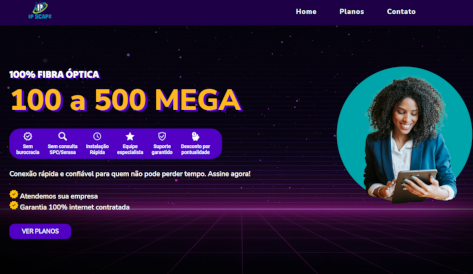 IP SCAPE
Home Planos Contato
100% FIBRA ÓPTICA
100 a 500 MEGA
Sem burocracia
Sem consulta SPC/Serasa
Instalação Rápida
Equipe especialista
Suporte garantido
Desconto por pontualidade
Conexão rápida e confiável para quem não pode perder tempo. Assine agora!
Atendemos sua empresa
Garantia 100% internet contratada
VER PLANOS